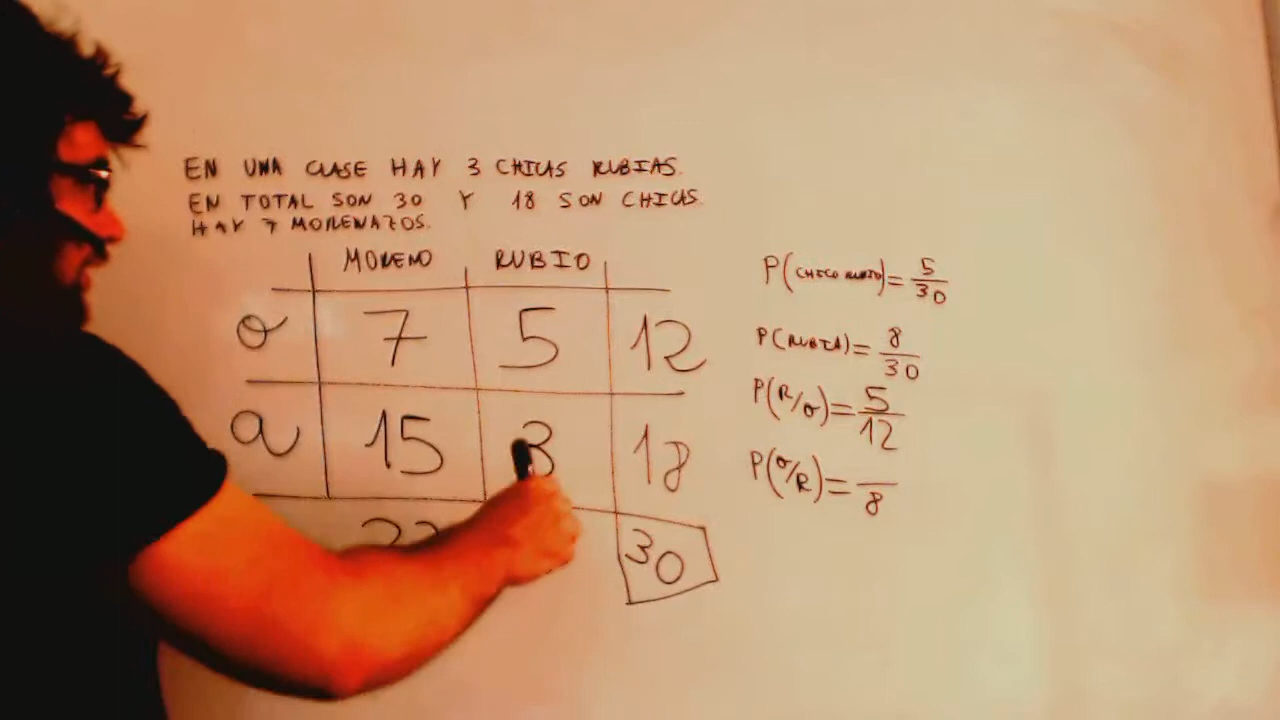 EN UNA CLASE HAY 3 CHICAS RUBIAS.
EN TOTAL SON 30 Y 18 SON CHICAS.
HAY 7 MORENAZOS.
MORENO RUBIO
o 7 5 12
a 15 3 18
30
P(CHICO RUBIO) = 5/30
P(RUBIA) = 8/30
P(R/o) = 5/12
P(o/R) = /8